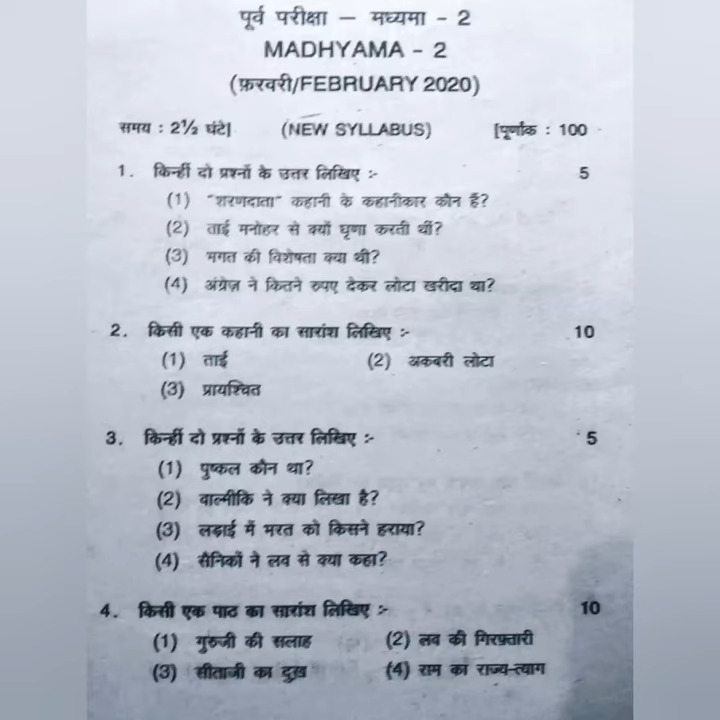 पूर्व परीक्षा — मध्यमा - 2
MADHYAMA - 2
(फ़रवरी/FEBRUARY 2020)
समय : 2½ घंटे] (NEW SYLLABUS) [पूर्णांक : 100
1. किन्हीं दो प्रश्नों के उत्तर लिखिए :- 5
(1) "शरणदाता" कहानी के कहानीकार कौन हैं?
(2) ताई मनोहर से क्यों घृणा करती थीं?
(3) भगत की विशेषता क्या थी?
(4) अंग्रेज़ ने कितने रुपए देकर लोटा खरीदा था?
2. किसी एक कहानी का सारांश लिखिए :- 10
(1) ताई (2) अकबरी लोटा
(3) प्रायश्चित
3. किन्हीं दो प्रश्नों के उत्तर लिखिए :- 5
(1) पुष्कल कौन था?
(2) वाल्मीकि ने क्या लिखा है?
(3) लड़ाई में भरत को किसने हराया?
(4) सैनिकों ने लव से क्या कहा?
4. किसी एक पाठ का सारांश लिखिए :- 10
(1) गुरुजी की सलाह (2) लव की गिरफ़्तारी
(3) सीताजी का दुख (4) राम का राज्य-त्याग